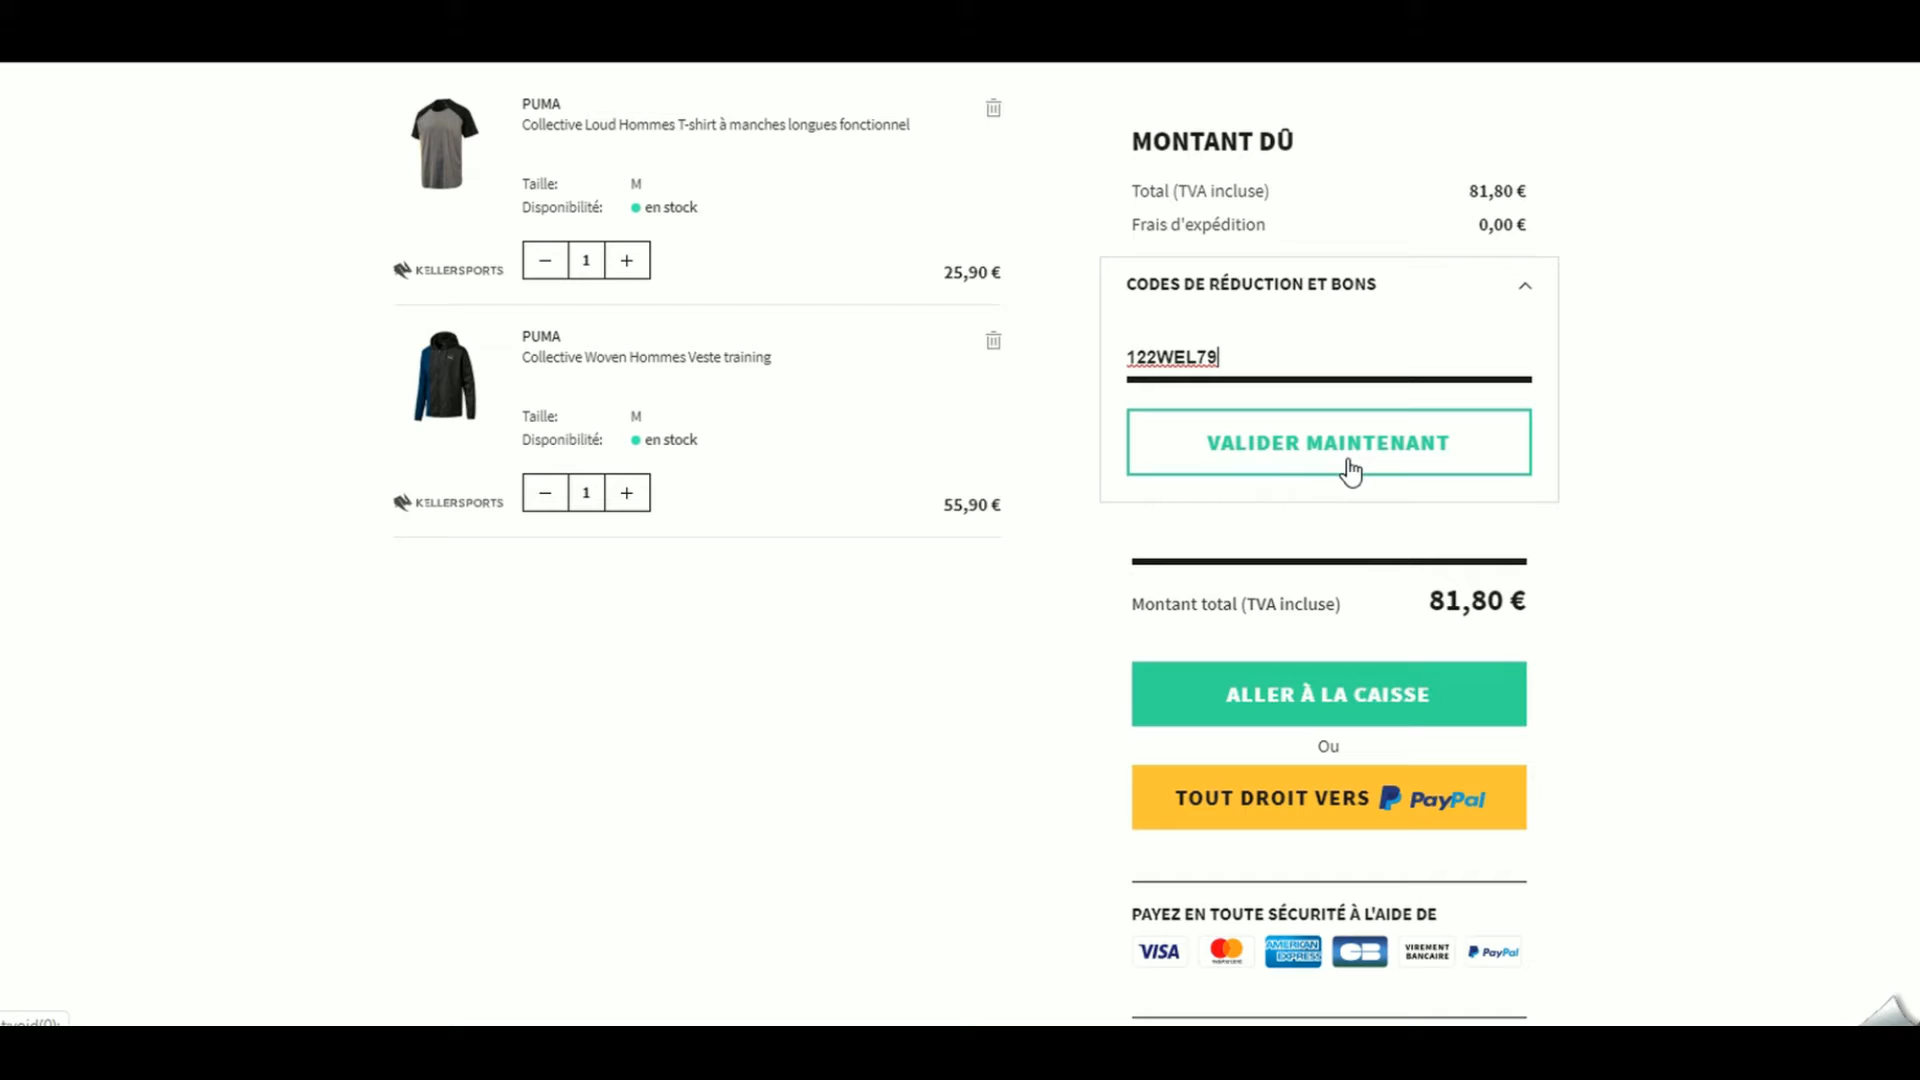 PUMA
Collective Loud Hommes T-shirt à manches longues fonctionnel
Taille: M
Disponibilité: en stock
KELLERSPORTS
− 1 +
25,90 €
PUMA
Collective Woven Hommes Veste training
Taille: M
Disponibilité: en stock
KELLERSPORTS
− 1 +
55,90 €
MONTANT DÛ
Total (TVA incluse) 81,80 €
Frais d'expédition 0,00 €
CODES DE RÉDUCTION ET BONS
122WEL79
VALIDER MAINTENANT
Montant total (TVA incluse) 81,80 €
ALLER À LA CAISSE
Ou
TOUT DROIT VERS PayPal
PAYEZ EN TOUTE SÉCURITÉ À L'AIDE DE
VISA
AMERICAN
EXPRESS
CB
VIREMENT
BANCAIRE
PayPal